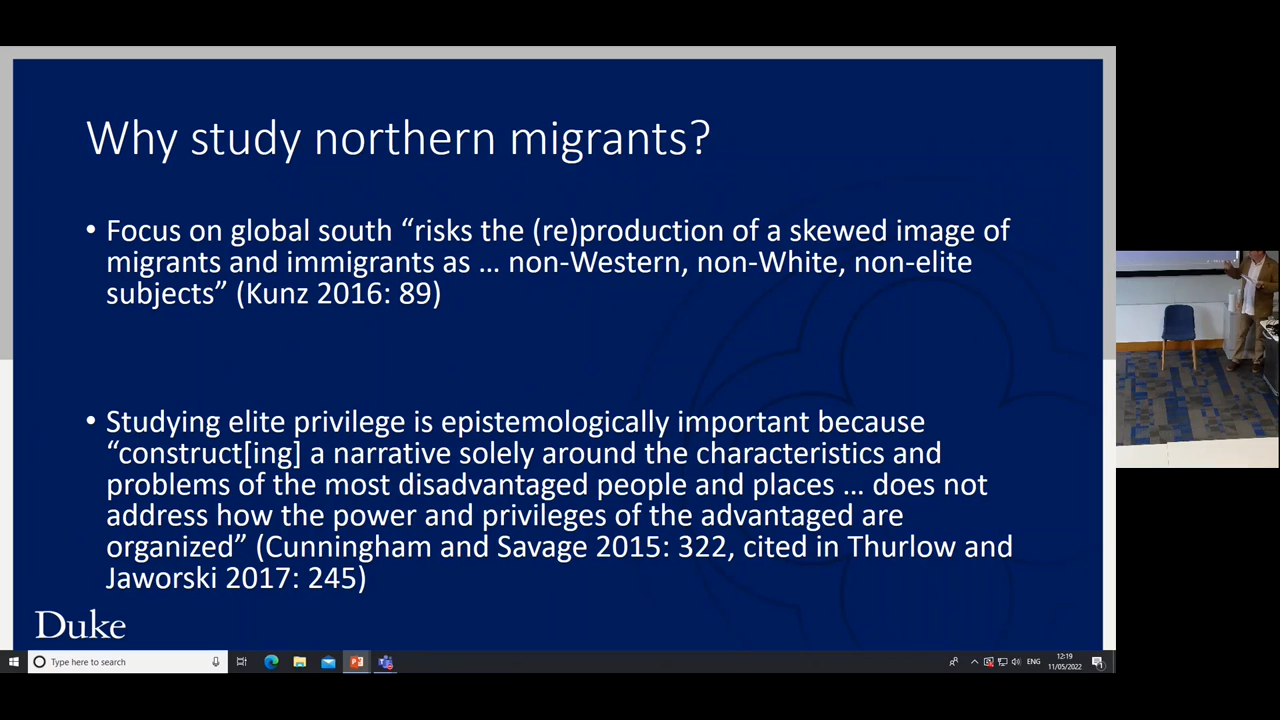 Why study northern migrants?
• Focus on global south “risks the (re)production of a skewed image of
migrants and immigrants as … non-Western, non-White, non-elite
subjects” (Kunz 2016: 89)
• Studying elite privilege is epistemologically important because
“construct[ing] a narrative solely around the characteristics and
problems of the most disadvantaged people and places … does not
address how the power and privileges of the advantaged are
organized” (Cunningham and Savage 2015: 322, cited in Thurlow and
Jaworski 2017: 245)
Duke
Type here to search
ENG
12:19
11/05/2022